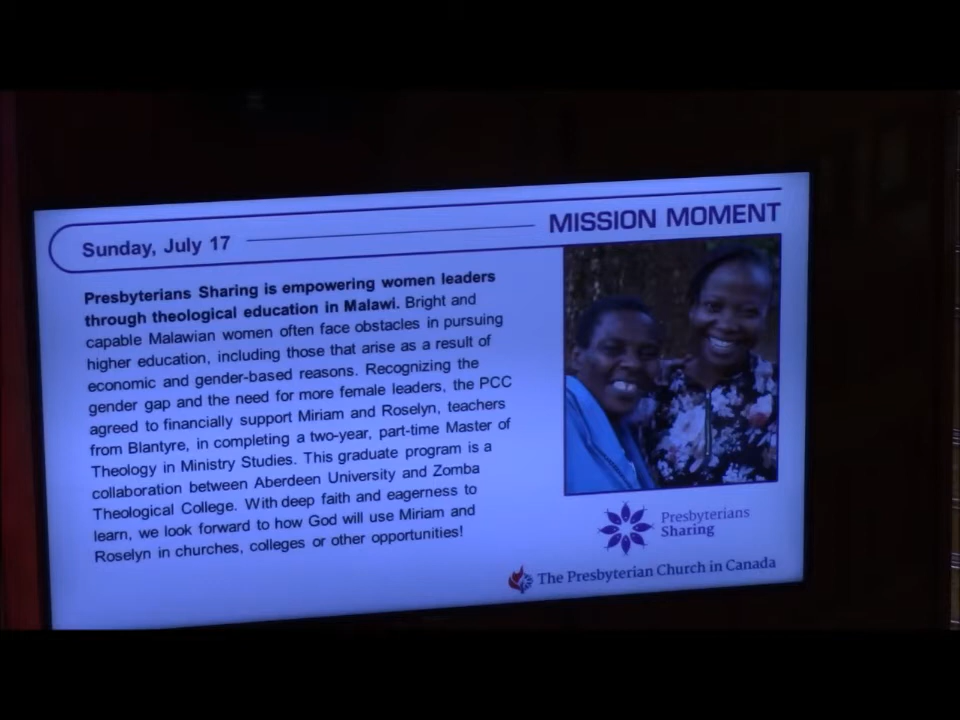 Sunday, July 17
MISSION MOMENT
Presbyterians Sharing is empowering women leaders
through theological education in Malawi. Bright and
capable Malawian women often face obstacles in pursuing
higher education, including those that arise as a result of
economic and gender-based reasons. Recognizing the
gender gap and the need for more female leaders, the PCC
agreed to financially support Miriam and Roselyn, teachers
from Blantyre, in completing a two-year, part-time Master of
Theology in Ministry Studies. This graduate program is a
collaboration between Aberdeen University and Zomba
Theological College. With deep faith and eagerness to
learn, we look forward to how God will use Miriam and
Roselyn in churches, colleges or other opportunities!
Presbyterians
Sharing
The Presbyterian Church in Canada